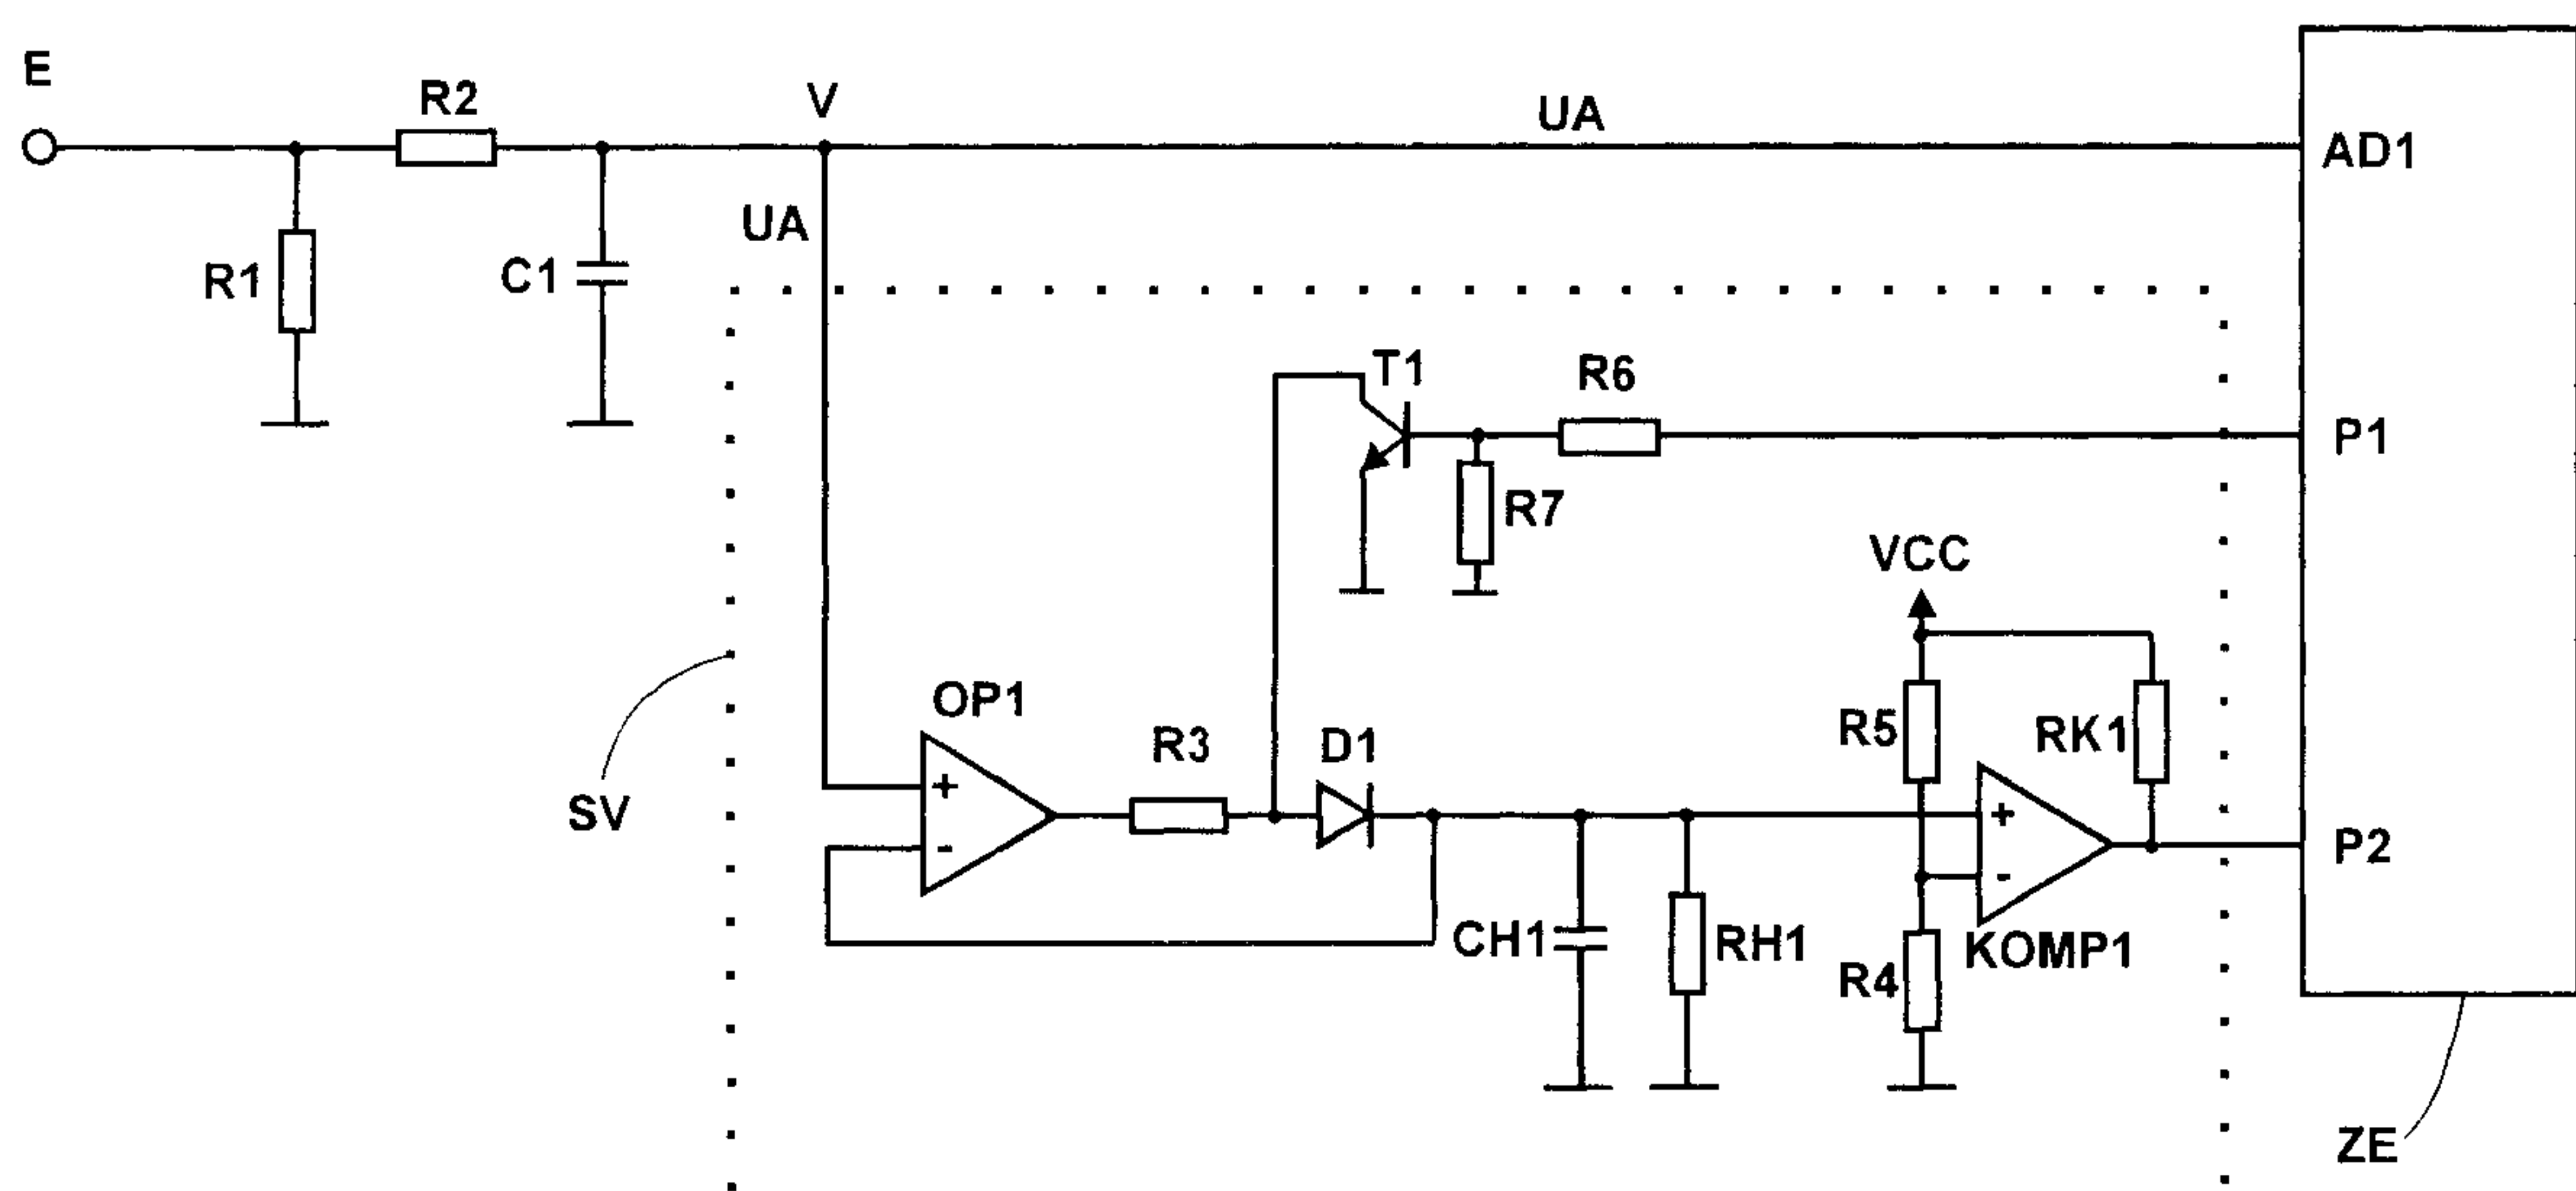 E
R2
V
UA
AD1
UA
R1
C1
T1
R6
P1
R7
VCC
OP1
R3
D1
R5
RK1
SV
+
+
P2
-
-
CH1
RH1
R4
KOMP1
ZE